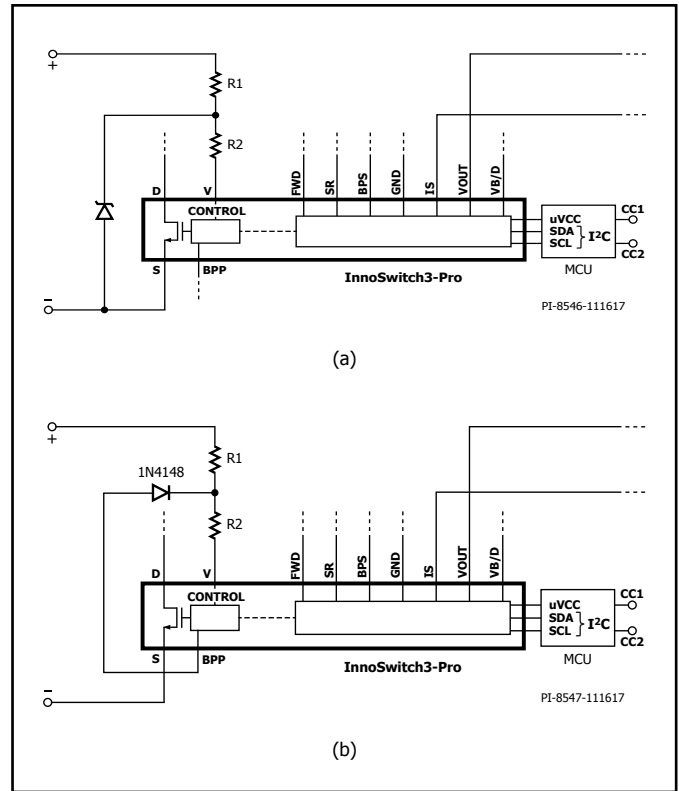 +
R1
R2
D
V
FWD
SR
BPS
GND
IS
VOUT
VB/D
CONTROL
uVCC
SDA
SCL
I²C
CC1
CC2
MCU
S
BPP
InnoSwitch3-Pro
–
PI-8546-111617
(a)
+
1N4148
R1
R2
D
V
FWD
SR
BPS
GND
IS
VOUT
VB/D
CONTROL
uVCC
SDA
SCL
I²C
CC1
CC2
MCU
S
BPP
InnoSwitch3-Pro
–
PI-8547-111617
(b)